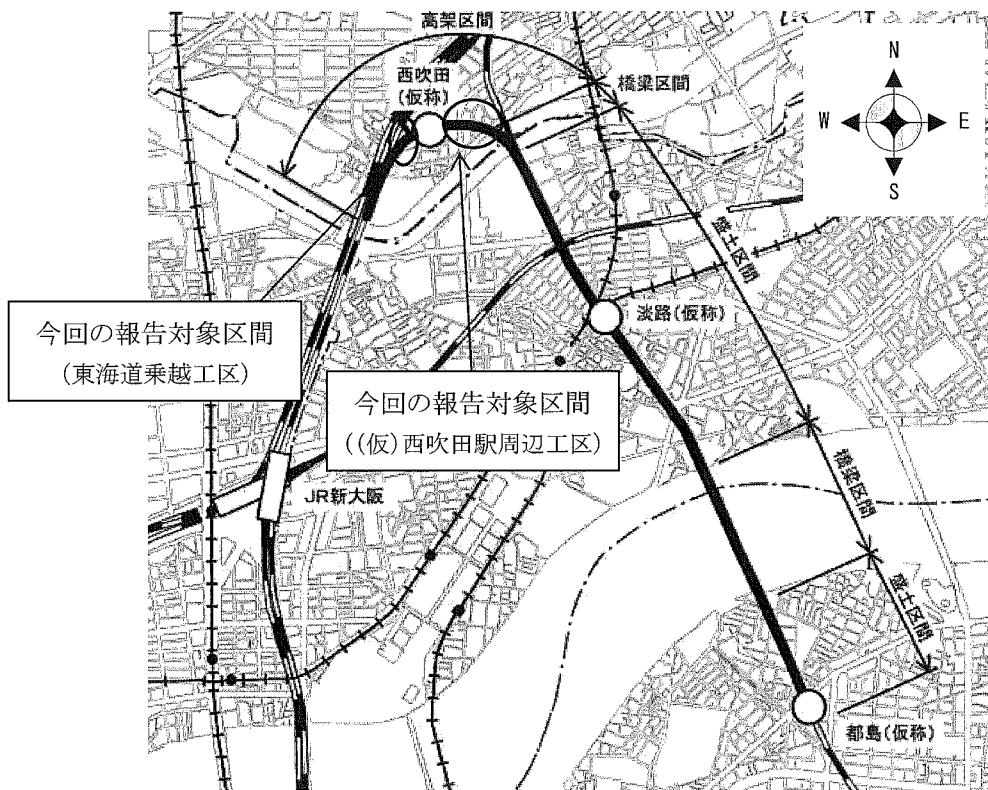 高架区間
西吹田
(仮称)
橋梁区間
N
W
E
S
盛土区間
淡路(仮称)
今回の報告対象区間
(東海道乗越工区)
今回の報告対象区間
((仮)西吹田駅周辺工区)
JR新大阪
橋梁区間
盛土区間
都島(仮称)